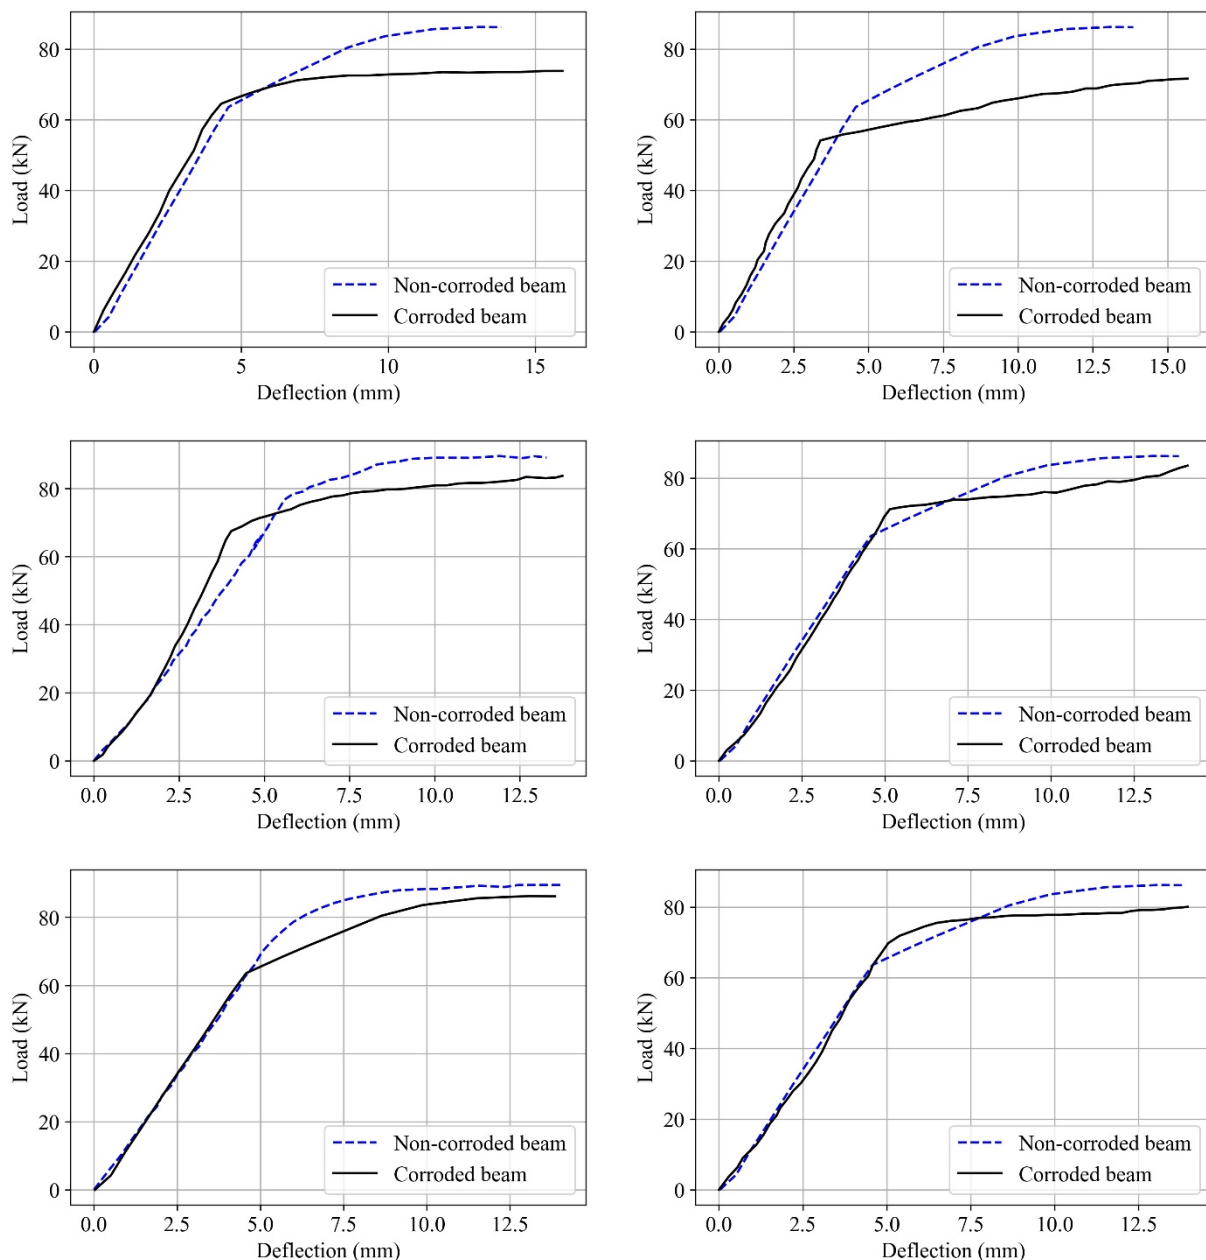 80
60
40
20
0
Load (kN)
Non-corroded beam
Corroded beam
0 5 10 15
Deflection (mm)
80
60
40
20
0
Load (kN)
Non-corroded beam
Corroded beam
0.0 2.5 5.0 7.5 10.0 12.5 15.0
Deflection (mm)
80
60
40
20
0
Load (kN)
Non-corroded beam
Corroded beam
0.0 2.5 5.0 7.5 10.0 12.5
Deflection (mm)
80
60
40
20
0
Load (kN)
Non-corroded beam
Corroded beam
0.0 2.5 5.0 7.5 10.0 12.5
Deflection (mm)
80
60
40
20
0
Load (kN)
Non-corroded beam
Corroded beam
0.0 2.5 5.0 7.5 10.0 12.5
Deflection (mm)
80
60
40
20
0
Load (kN)
Non-corroded beam
Corroded beam
0.0 2.5 5.0 7.5 10.0 12.5
Deflection (mm)